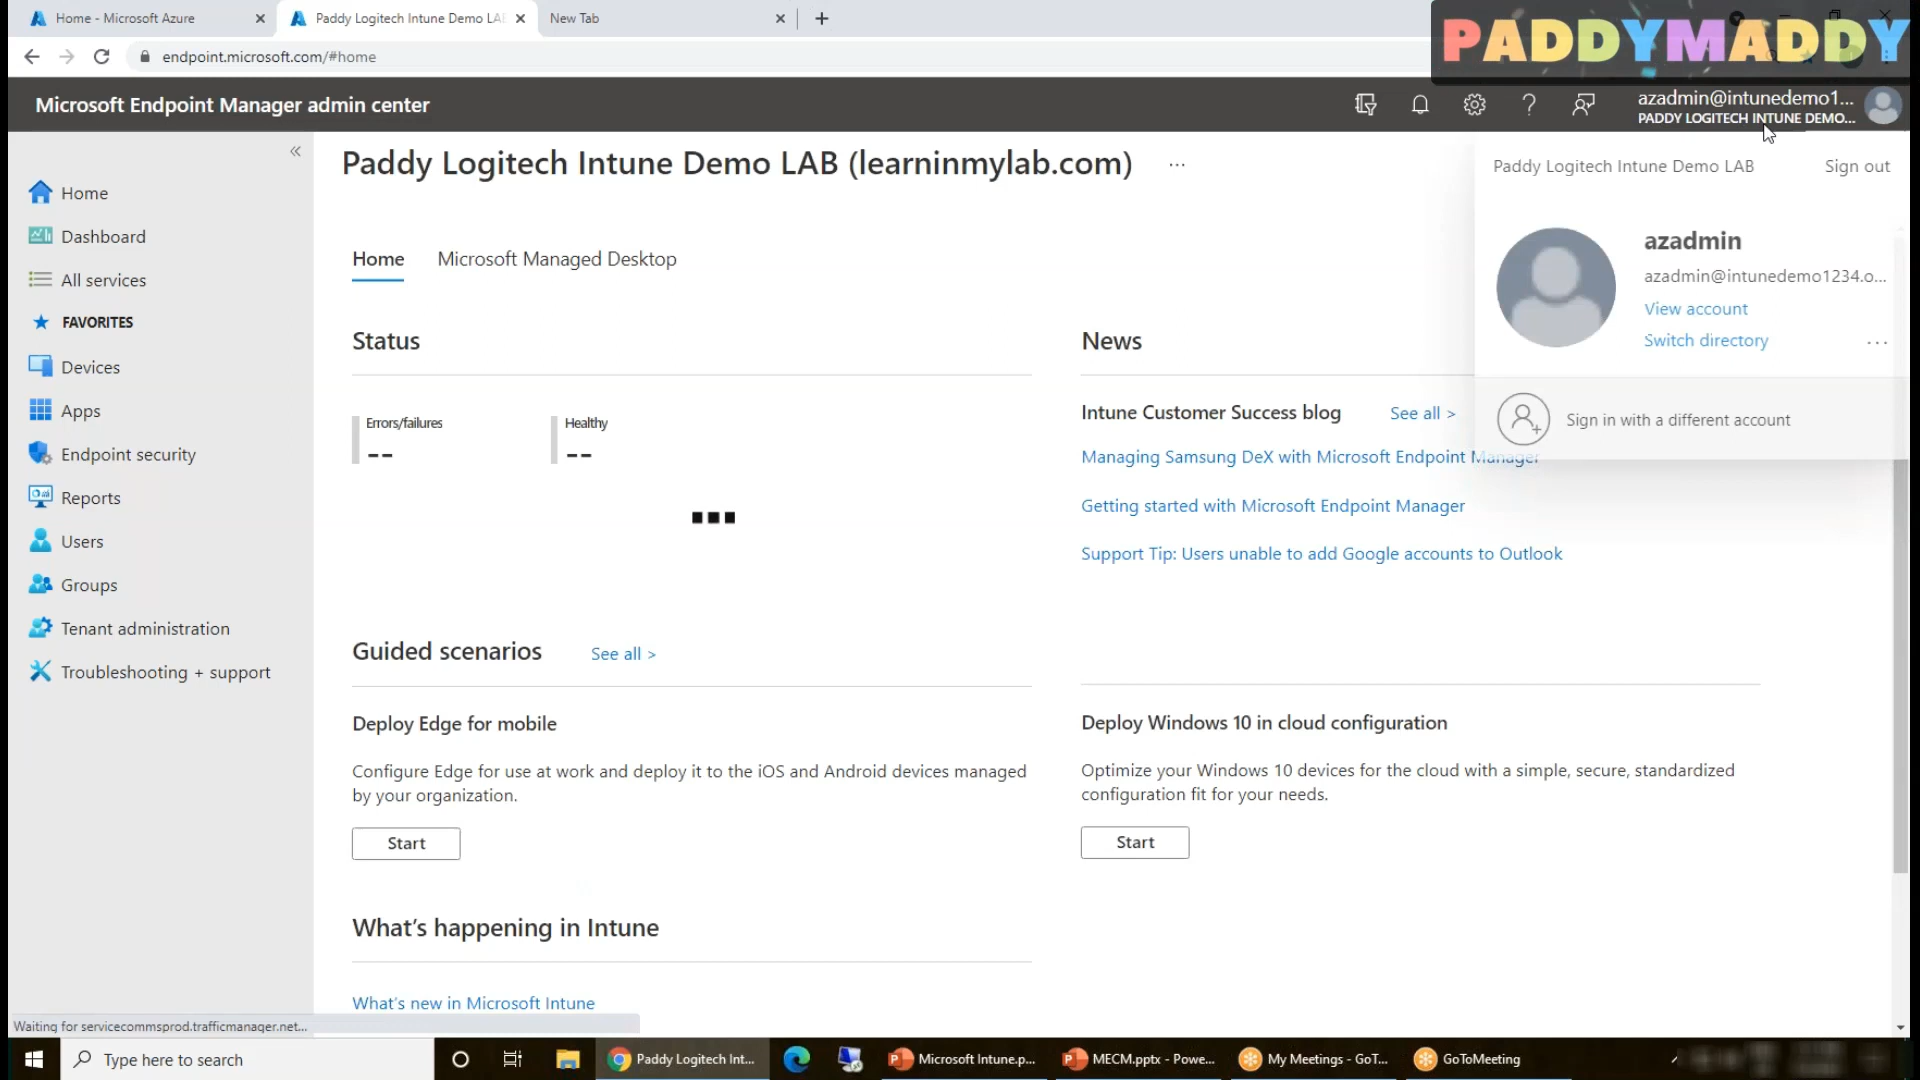 Home - Microsoft Azure
Paddy Logitech Intune Demo LA
New Tab
PADDYMADDY
endpoint.microsoft.com/#home
Microsoft Endpoint Manager admin center
azadmin@intunedemo1...
PADDY LOGITECH INTUNE DEMO...
Home
Dashboard
All services
FAVORITES
Devices
Apps
Endpoint security
Reports
Users
Groups
Tenant administration
Troubleshooting + support
Paddy Logitech Intune Demo LAB (learninmylab.com)
...
Home
Microsoft Managed Desktop
Status
Errors/failures
--
Healthy
--
News
Intune Customer Success blog
See all >
Managing Samsung DeX with Microsoft Endpoint Manager
Getting started with Microsoft Endpoint Manager
Support Tip: Users unable to add Google accounts to Outlook
Paddy Logitech Intune Demo LAB
Sign out
azadmin
azadmin@intunedemo1234.o...
View account
Switch directory
...
Sign in with a different account
Guided scenarios
See all >
Deploy Edge for mobile
Configure Edge for use at work and deploy it to the iOS and Android devices managed
by your organization.
Start
Deploy Windows 10 in cloud configuration
Optimize your Windows 10 devices for the cloud with a simple, secure, standardized
configuration fit for your needs.
Start
What's happening in Intune
What's new in Microsoft Intune
Waiting for servicecommsprod.trafficmanager.net...
Type here to search
Paddy Logitech Int...
Microsoft Intune.p...
MECM.pptx - Powe...
My Meetings - GoT...
GoToMeeting